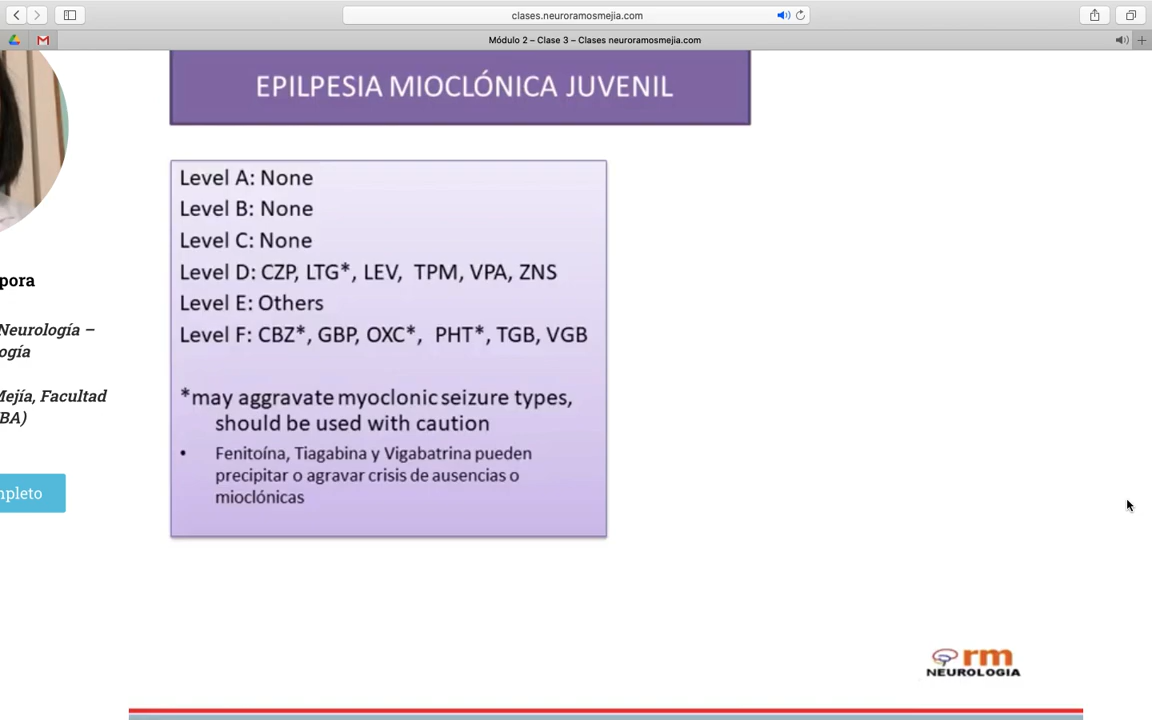 clases.neuroramosmejia.com
Módulo 2 – Clase 3 – Clases neuroramosmejia.com
EPILPESIA MIOCLÓNICA JUVENIL
Level A: None
Level B: None
Level C: None
Level D: CZP, LTG*, LEV, TPM, VPA, ZNS
Level E: Others
Level F: CBZ*, GBP, OXC*, PHT*, TGB, VGB
*may aggravate myoclonic seizure types,
should be used with caution
• Fenitoína, Tiagabina y Vigabatrina pueden
precipitar o agravar crisis de ausencias o
mioclónicas
pora
Neurología –
ogía
Mejía, Facultad
BA)
mpleto
rm
NEUROLOGIA